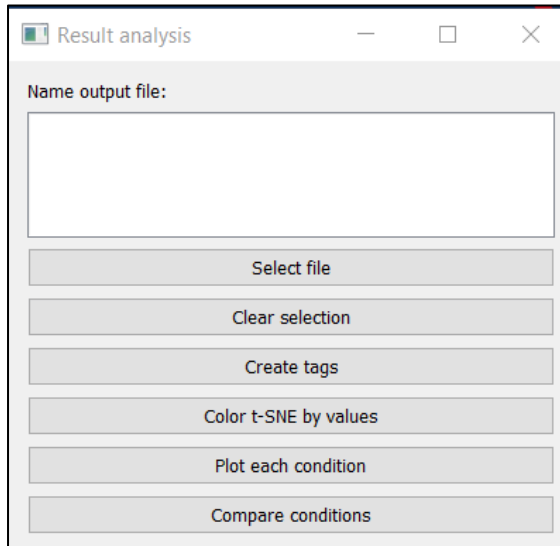 Result analysis
Name output file:
Select file
Clear selection
Create tags
Color t-SNE by values
Plot each condition
Compare conditions